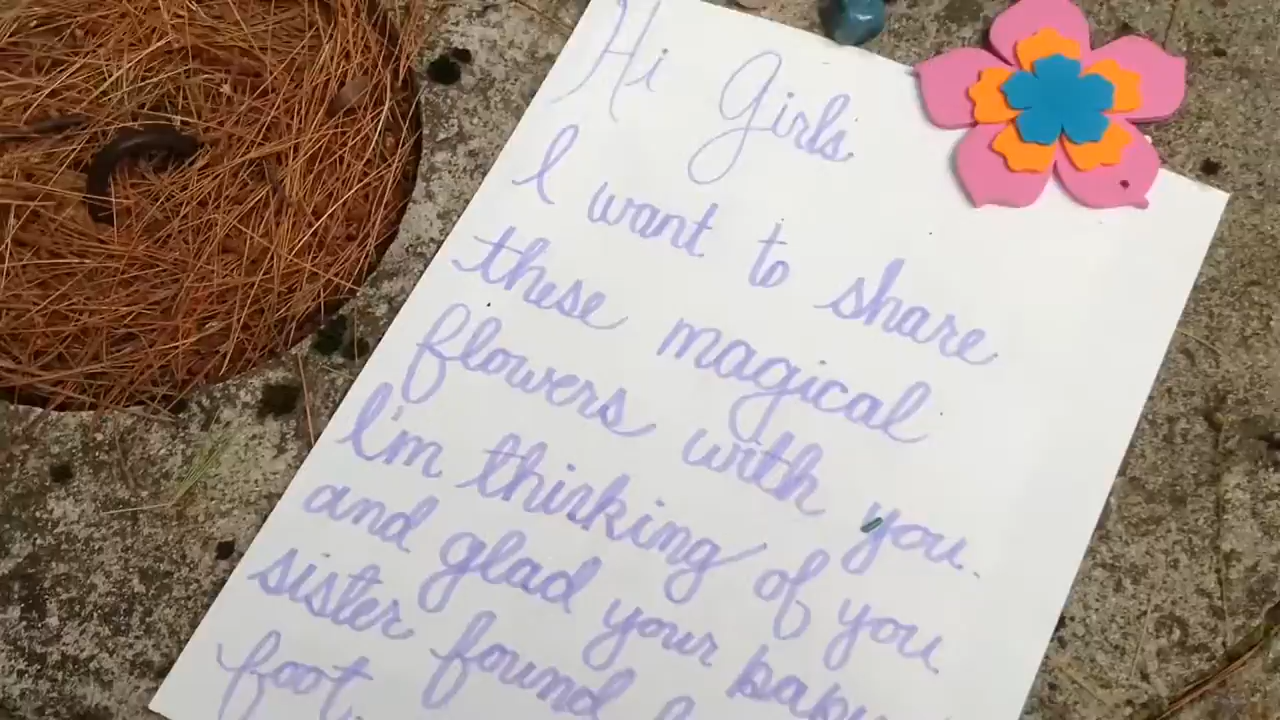 Hi Girls
I want to share
these magical
flowers with you.
I'm thinking of you
and glad your baby
sister found
foot.